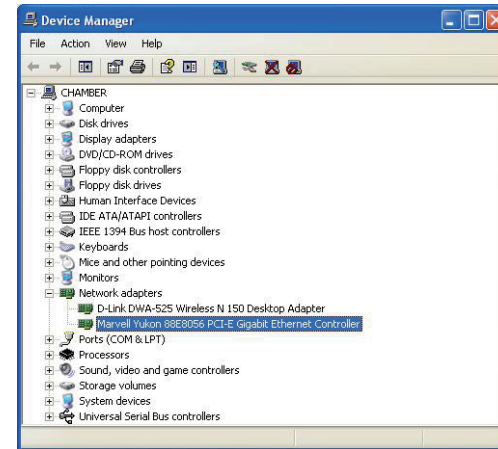 Device Manager
File Action View Help
CHAMBER
Computer
Disk drives
Display adapters
DVD/CD-ROM drives
Floppy disk controllers
Floppy disk drives
Human Interface Devices
IDE ATA/ATAPI controllers
IEEE 1394 Bus host controllers
Keyboards
Mice and other pointing devices
Monitors
Network adapters
D-Link DWA-525 Wireless N 150 Desktop Adapter
Marvell Yukon 88E8056 PCI-E Gigabit Ethernet Controller
Ports (COM & LPT)
Processors
Sound, video and game controllers
Storage volumes
System devices
Universal Serial Bus controllers